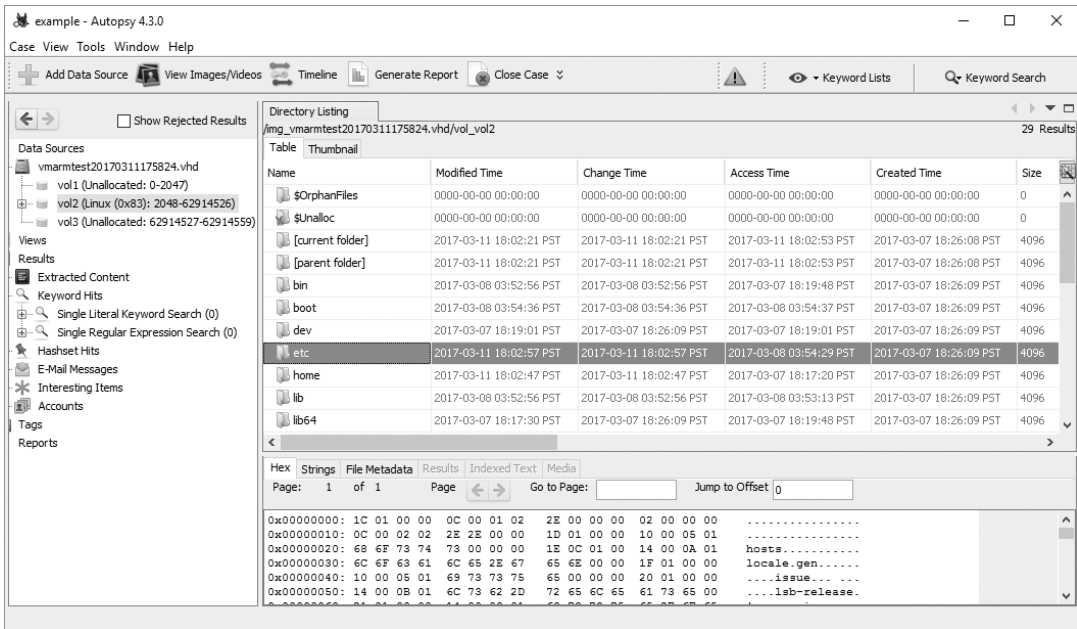 example - Autopsy 4.3.0
Case View Tools Window Help
Add Data Source View Images/Videos Timeline Generate Report Close Case Keyword Lists Keyword Search
Show Rejected Results
Data Sources
vmarmtest20170311175824.vhd
vol1 (Unallocated: 0-2047)
vol2 (Linux (0x83): 2048-62914526)
vol3 (Unallocated: 62914527-62914559)
Views
Results
Extracted Content
Keyword Hits
Single Literal Keyword Search (0)
Single Regular Expression Search (0)
Hashset Hits
E-Mail Messages
Interesting Items
Accounts
Tags
Reports
Directory Listing
/img_vmarmtest20170311175824.vhd/vol_vol2 29 Results
Table Thumbnail
Name Modified Time Change Time Access Time Created Time Size
$OrphanFiles 0000-00-00 00:00:00 0000-00-00 00:00:00 0000-00-00 00:00:00 0000-00-00 00:00:00 0
$Unalloc 0000-00-00 00:00:00 0000-00-00 00:00:00 0000-00-00 00:00:00 0000-00-00 00:00:00 0
[current folder] 2017-03-11 18:02:21 PST 2017-03-11 18:02:21 PST 2017-03-11 18:02:53 PST 2017-03-07 18:26:08 PST 4096
[parent folder] 2017-03-11 18:02:21 PST 2017-03-11 18:02:21 PST 2017-03-11 18:02:53 PST 2017-03-07 18:26:08 PST 4096
bin 2017-03-08 03:52:56 PST 2017-03-08 03:52:56 PST 2017-03-07 18:19:48 PST 2017-03-07 18:26:09 PST 4096
boot 2017-03-08 03:54:36 PST 2017-03-08 03:54:36 PST 2017-03-08 03:54:37 PST 2017-03-07 18:26:09 PST 4096
dev 2017-03-07 18:19:01 PST 2017-03-07 18:26:09 PST 2017-03-07 18:19:01 PST 2017-03-07 18:26:09 PST 4096
etc 2017-03-11 18:02:57 PST 2017-03-11 18:02:57 PST 2017-03-08 03:54:29 PST 2017-03-07 18:26:09 PST 4096
home 2017-03-11 18:02:47 PST 2017-03-11 18:02:47 PST 2017-03-07 18:17:20 PST 2017-03-07 18:26:09 PST 4096
lib 2017-03-08 03:52:56 PST 2017-03-08 03:52:56 PST 2017-03-08 03:53:13 PST 2017-03-07 18:26:09 PST 4096
lib64 2017-03-07 18:17:30 PST 2017-03-07 18:26:09 PST 2017-03-07 18:19:48 PST 2017-03-07 18:26:09 PST 4096
Hex Strings File Metadata Results Indexed Text Media
Page: 1 of 1 Page Go to Page: Jump to Offset 0
0x00000000: 1C 01 00 00 0C 00 01 02 2E 00 00 00 02 00 00 00 ................
0x00000010: 0C 00 02 02 2E 2E 00 00 1D 01 00 00 10 00 05 01 ................
0x00000020: 68 6F 73 74 73 00 00 00 1E 0C 01 00 14 00 0A 01 hosts...........
0x00000030: 6C 6F 63 61 6C 65 2E 67 65 6E 00 00 1F 01 00 00 locale.gen......
0x00000040: 10 00 05 01 69 73 73 75 65 00 00 00 20 01 00 00 ....issue... ...
0x00000050: 14 00 0B 01 6C 73 62 2D 72 65 6C 65 61 73 65 00 ....lsb-release.